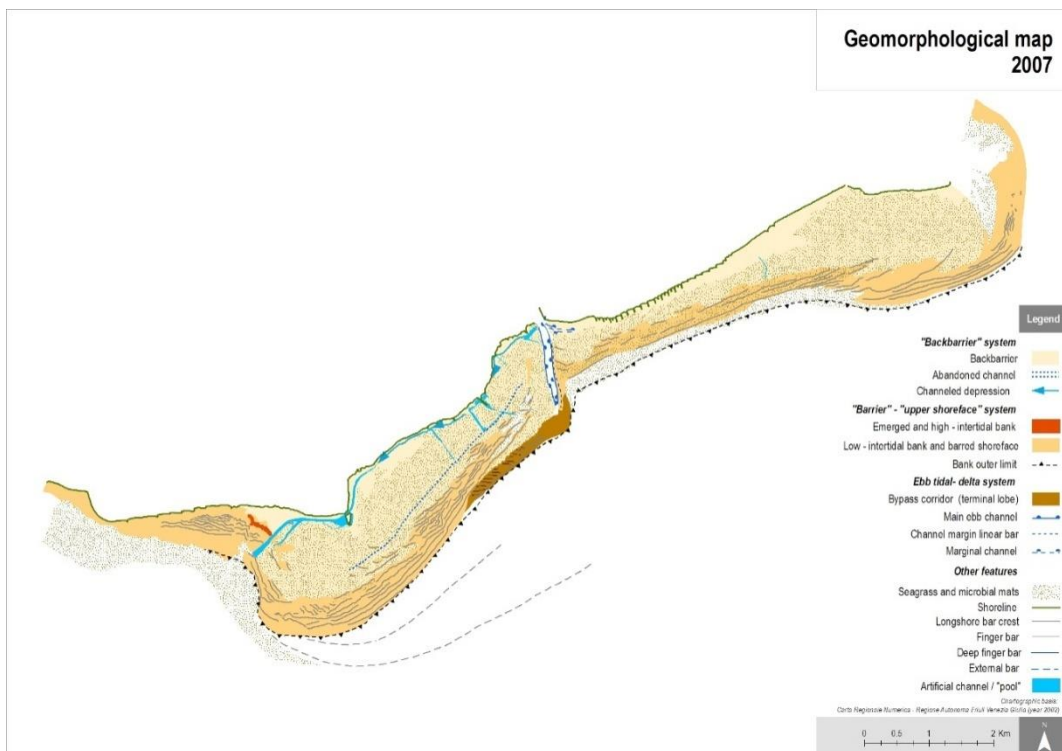 Geomorphological map
2007
Legend
"Backbarrier" system
Backbarrier
Abandoned channel
Channeled depression
"Barrier" - "upper shoreface" system
Emerged and high - intertidal bank
Low - intertidal bank and barred shoreface
Bank outer limit
Ebb tidal- delta system
Bypass corridor (terminal lobe)
Main ebb channel
Channel margin linear bar
Marginal channel
Other features
Seagrass and microbial mats
Shoreline
Longshore bar crest
Finger bar
Deep finger bar
External bar
Artificial channel / "pool"
Chartographic basis:
Carta Regionale Numerica - Regione Autonoma Friuli Venezia Giulia (year 2002)
0 0.5 1 2 Km
N